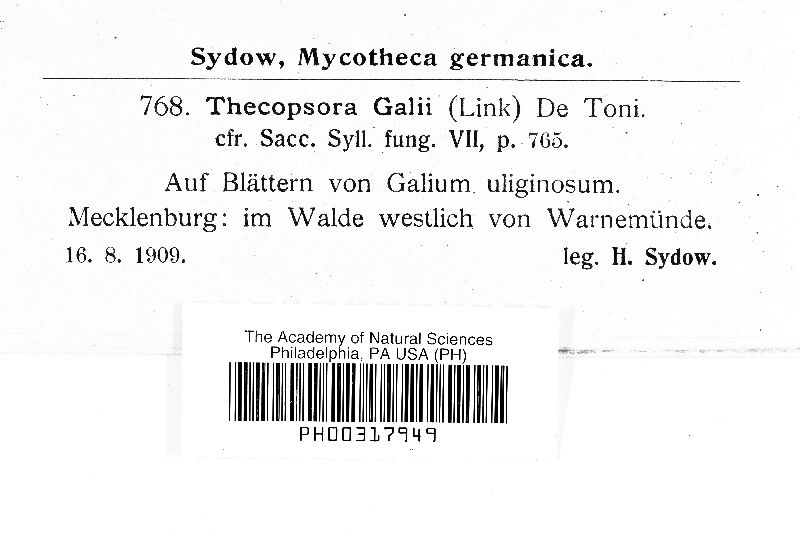 Sydow, Mycotheca germanica.
768. Thecopsora Galii (Link) De Toni.
cfr. Sacc. Syll. fung. VII, p. 765.
Auf Blättern von Galium uliginosum.
Mecklenburg: im Walde westlich von Warnemünde.
16. 8. 1909. leg. H. Sydow.
The Academy of Natural Sciences
Philadelphia, PA USA (PH)
PH00317949